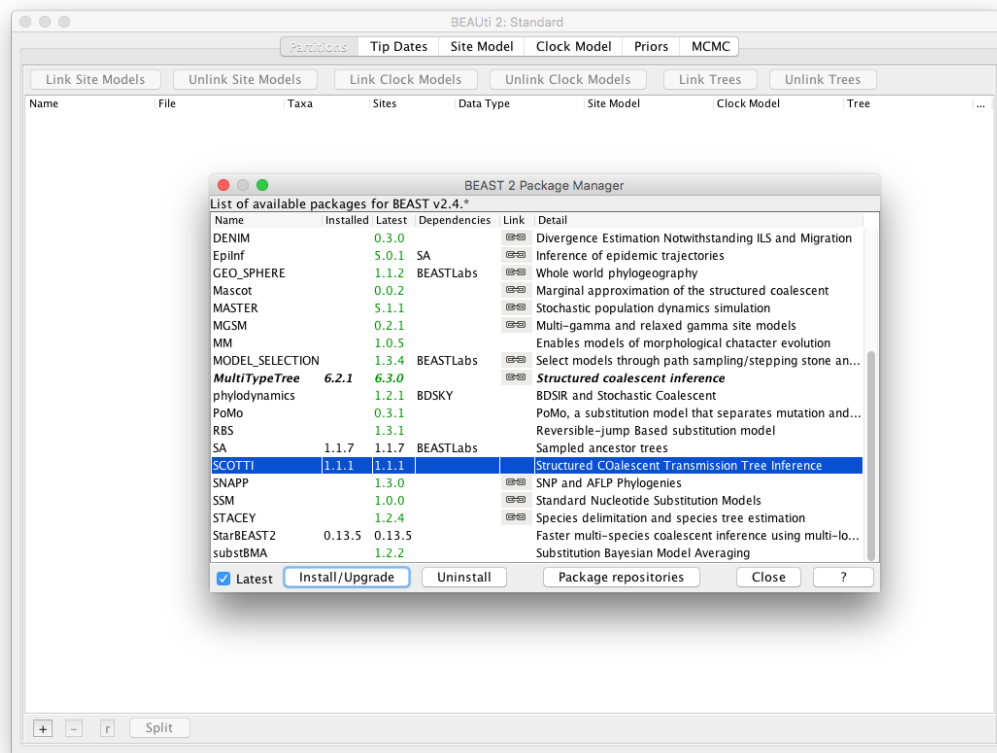 BEAUti 2: Standard
Partitions Tip Dates Site Model Clock Model Priors MCMC
Link Site Models Unlink Site Models Link Clock Models Unlink Clock Models Link Trees Unlink Trees
Name File Taxa Sites Data Type Site Model Clock Model Tree ...
BEAST 2 Package Manager
List of available packages for BEAST v2.4.*
Name Installed Latest Dependencies Link Detail
DENIM 0.3.0 Divergence Estimation Notwithstanding ILS and Migration
EpiInf 5.0.1 SA Inference of epidemic trajectories
GEO_SPHERE 1.1.2 BEASTLabs Whole world phylogeography
Mascot 0.0.2 Marginal approximation of the structured coalescent
MASTER 5.1.1 Stochastic population dynamics simulation
MGSM 0.2.1 Multi-gamma and relaxed gamma site models
MM 1.0.5 Enables models of morphological chatacter evolution
MODEL_SELECTION 1.3.4 BEASTLabs Select models through path sampling/stepping stone an...
MultiTypeTree 6.2.1 6.3.0 Structured coalescent inference
phylodynamics 1.2.1 BDSKY BDSIR and Stochastic Coalescent
PoMo 0.3.1 PoMo, a substitution model that separates mutation and...
RBS 1.3.1 Reversible-jump Based substitution model
SA 1.1.7 1.1.7 BEASTLabs Sampled ancestor trees
SCOTTI 1.1.1 1.1.1 Structured COalescent Transmission Tree Inference
SNAPP 1.3.0 SNP and AFLP Phylogenies
SSM 1.0.0 Standard Nucleotide Substitution Models
STACEY 1.2.4 Species delimitation and species tree estimation
StarBEAST2 0.13.5 0.13.5 Faster multi-species coalescent inference using multi-lo...
substBMA 1.2.2 Substitution Bayesian Model Averaging
Latest Install/Upgrade Uninstall Package repositories Close ?
+ - r Split